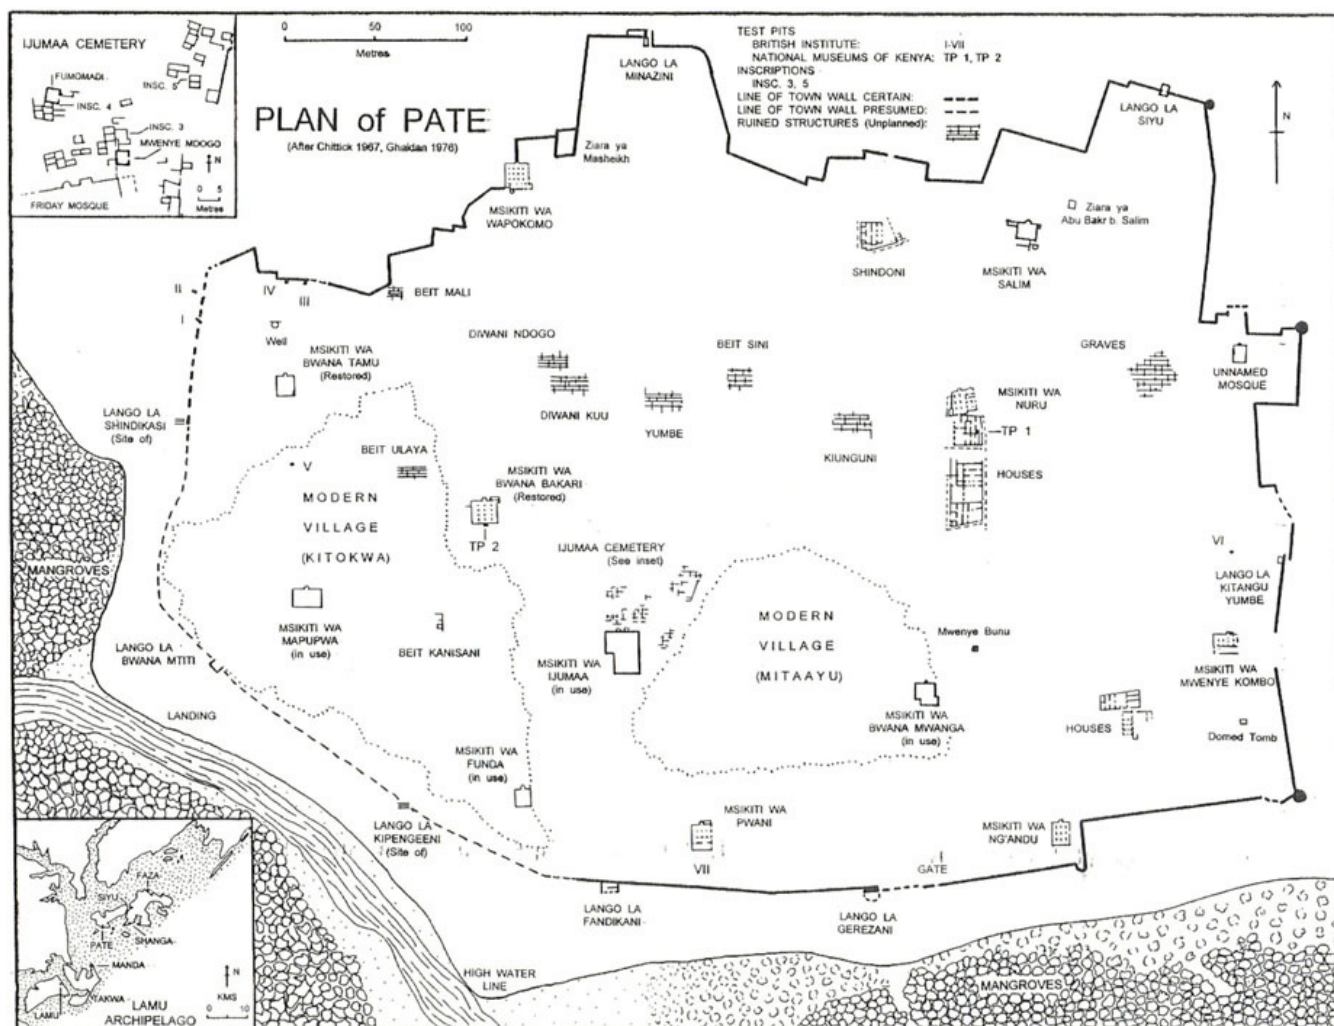 IJUMAA CEMETERY
FUMOMADI
INSC. 5
INSC. 4
INSC. 3
MWENYE MDOGO
N
0 5
Metres
FRIDAY MOSQUE
0 50 100
Metres
PLAN of PATE
(After Chittick 1967, Ghaidan 1976)
TEST PITS
BRITISH INSTITUTE: I-VII
NATIONAL MUSEUMS OF KENYA: TP 1, TP 2
INSCRIPTIONS
INSC. 3, 5
LINE OF TOWN WALL CERTAIN:
LINE OF TOWN WALL PRESUMED:
RUINED STRUCTURES (Unplanned):
N
LANGO LA
MINAZINI
LANGO LA
SIYU
Ziara ya
Masheikh
MSIKITI WA
WAPOKOMO
Ziara ya
Abu Bakr b. Salim
SHINDONI
MSIKITI WA
SALIM
II
IV
III
I
BEIT MALI
Well
MSIKITI WA
BWANA TAMU
(Restored)
DIWANI NDOGO
DIWANI KUU
BEIT SINI
YUMBE
GRAVES
UNNAMED
MOSQUE
MSIKITI WA
NURU
TP 1
KIUNGUNI
HOUSES
LANGO LA
SHINDIKASI
(Site of)
BEIT ULAYA
V
MSIKITI WA
BWANA BAKARI
(Restored)
TP 2
MODERN
VILLAGE
(KITOKWA)
MANGROVES
IJUMAA CEMETERY
(See inset)
VI
LANGO LA
KITANGU
YUMBE
MSIKITI WA
MAPUPWA
(in use)
BEIT KANISANI
MODERN
VILLAGE
(MITAAYU)
Mwenye Bunu
LANGO LA
BWANA MTITI
MSIKITI WA
IJUMAA
(in use)
MSIKITI WA
MWENYE KOMBO
LANDING
MSIKITI WA
BWANA MWANGA
(in use)
HOUSES
Domed Tomb
MSIKITI WA
FUNDA
(in use)
LANGO LA
KIPENGEENI
(Site of)
MSIKITI WA
PWANI
VII
MSIKITI WA
NG'ANDU
GATE
LANGO LA
FANDIKANI
LANGO LA
GEREZANI
HIGH WATER
LINE
MANGROVES
FAZA
SIYU
PATE
SHANGA
MANDA
TAKWA
LAMU
N
KMS
0 10
LAMU
ARCHIPELAGO